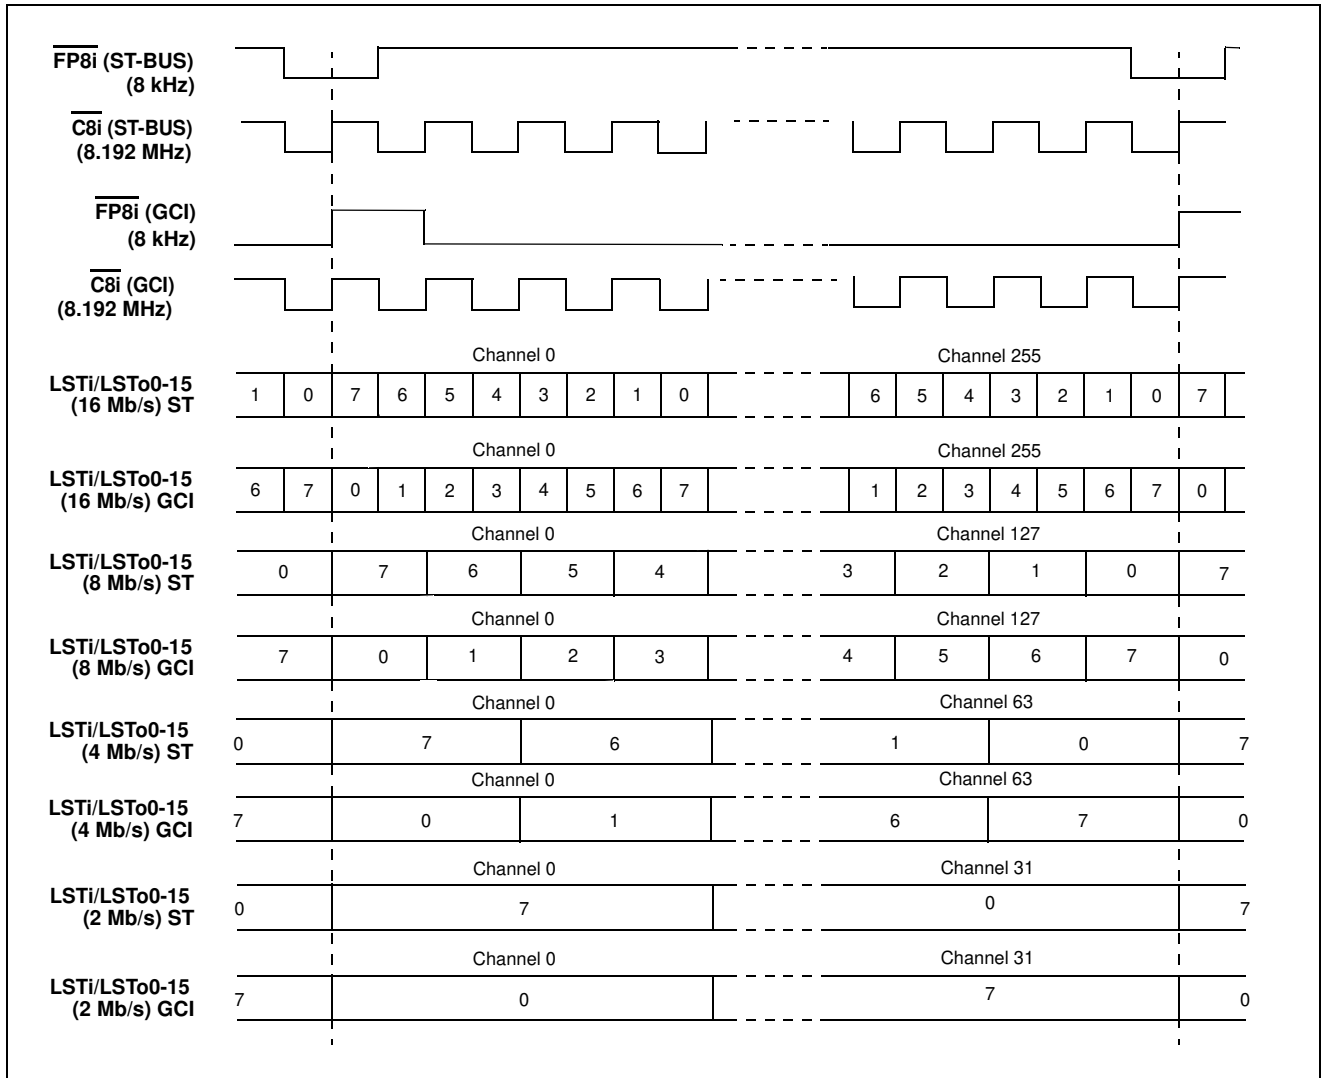 FP8i (ST-BUS)
(8 kHz)
C8i (ST-BUS)
(8.192 MHz)
FP8i (GCI)
(8 kHz)
C8i (GCI)
(8.192 MHz)
Channel 0 Channel 255
LSTi/LSTo0-15
(16 Mb/s) ST
1 0 7 6 5 4 3 2 1 0 6 5 4 3 2 1 0 7
Channel 0 Channel 255
LSTi/LSTo0-15
(16 Mb/s) GCI
6 7 0 1 2 3 4 5 6 7 1 2 3 4 5 6 7 0
Channel 0 Channel 127
LSTi/LSTo0-15
(8 Mb/s) ST
0 7 6 5 4 3 2 1 0 7
Channel 0 Channel 127
LSTi/LSTo0-15
(8 Mb/s) GCI
7 0 1 2 3 4 5 6 7 0
Channel 0 Channel 63
LSTi/LSTo0-15
(4 Mb/s) ST
0 7 6 1 0 7
Channel 0 Channel 63
LSTi/LSTo0-15
(4 Mb/s) GCI
7 0 1 6 7 0
Channel 0 Channel 31
LSTi/LSTo0-15
(2 Mb/s) ST
0 7 0 7
Channel 0 Channel 31
LSTi/LSTo0-15
(2 Mb/s) GCI
7 0 7 0